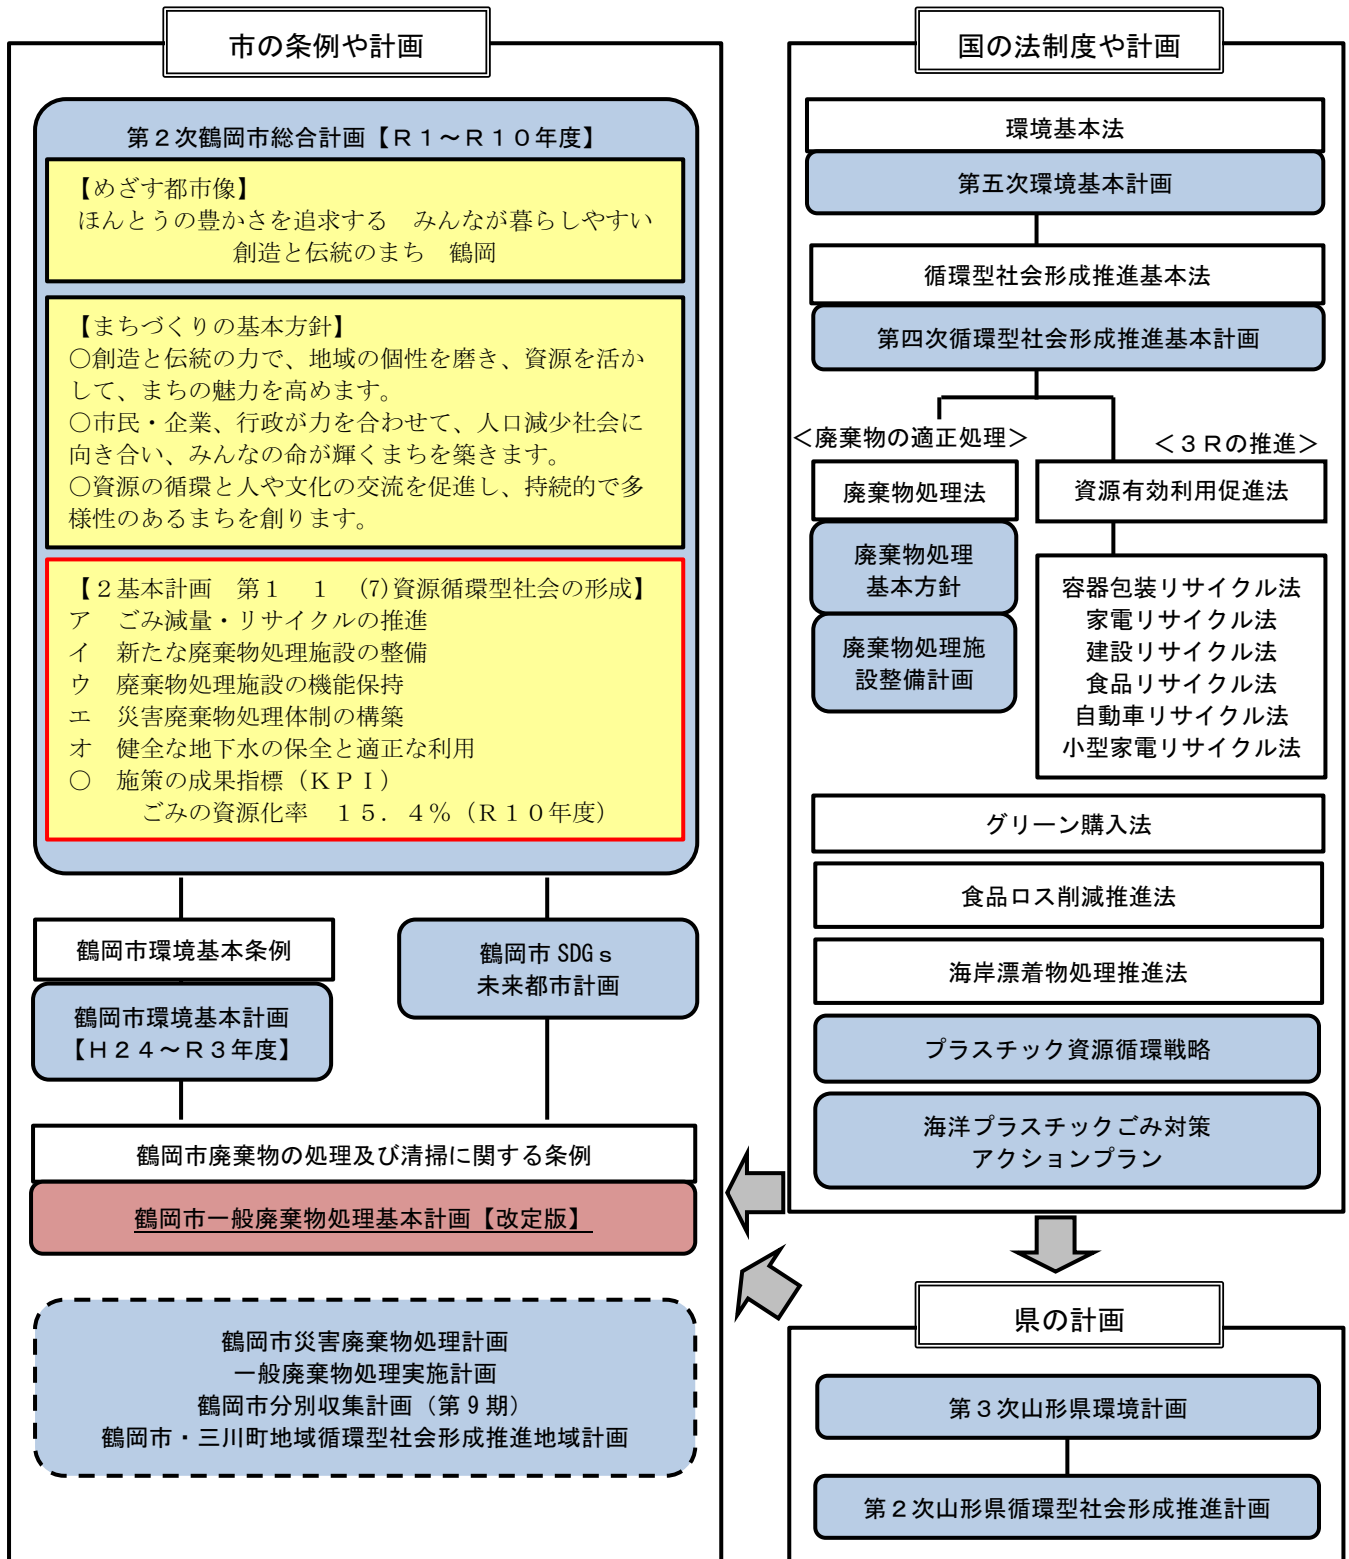 市の条例や計画
第２次鶴岡市総合計画【Ｒ１～Ｒ１０年度】
【めざす都市像】
ほんとうの豊かさを追求する　みんなが暮らしやすい
創造と伝統のまち　鶴岡
【まちづくりの基本方針】
○創造と伝統の力で、地域の個性を磨き、資源を活か
して、まちの魅力を高めます。
○市民・企業、行政が力を合わせて、人口減少社会に
向き合い、みんなの命が輝くまちを築きます。
○資源の循環と人や文化の交流を促進し、持続的で多
様性のあるまちを創ります。
【２基本計画　第１　１　(7)資源循環型社会の形成】
ア　ごみ減量・リサイクルの推進
イ　新たな廃棄物処理施設の整備
ウ　廃棄物処理施設の機能保持
エ　災害廃棄物処理体制の構築
オ　健全な地下水の保全と適正な利用
○　施策の成果指標（ＫＰＩ）
ごみの資源化率　１５．４％（Ｒ１０年度）
鶴岡市環境基本条例
鶴岡市環境基本計画
【Ｈ２４～Ｒ３年度】
鶴岡市 SDGｓ
未来都市計画
鶴岡市廃棄物の処理及び清掃に関する条例
鶴岡市一般廃棄物処理基本計画【改定版】
鶴岡市災害廃棄物処理計画
一般廃棄物処理実施計画
鶴岡市分別収集計画（第９期）
鶴岡市・三川町地域循環型社会形成推進地域計画
国の法制度や計画
環境基本法
第五次環境基本計画
循環型社会形成推進基本法
第四次循環型社会形成推進基本計画
＜廃棄物の適正処理＞
廃棄物処理法
廃棄物処理
基本方針
廃棄物処理施
設整備計画
＜３Ｒの推進＞
資源有効利用促進法
容器包装リサイクル法
家電リサイクル法
建設リサイクル法
食品リサイクル法
自動車リサイクル法
小型家電リサイクル法
グリーン購入法
食品ロス削減推進法
海岸漂着物処理推進法
プラスチック資源循環戦略
海洋プラスチックごみ対策
アクションプラン
県の計画
第３次山形県環境計画
第２次山形県循環型社会形成推進計画